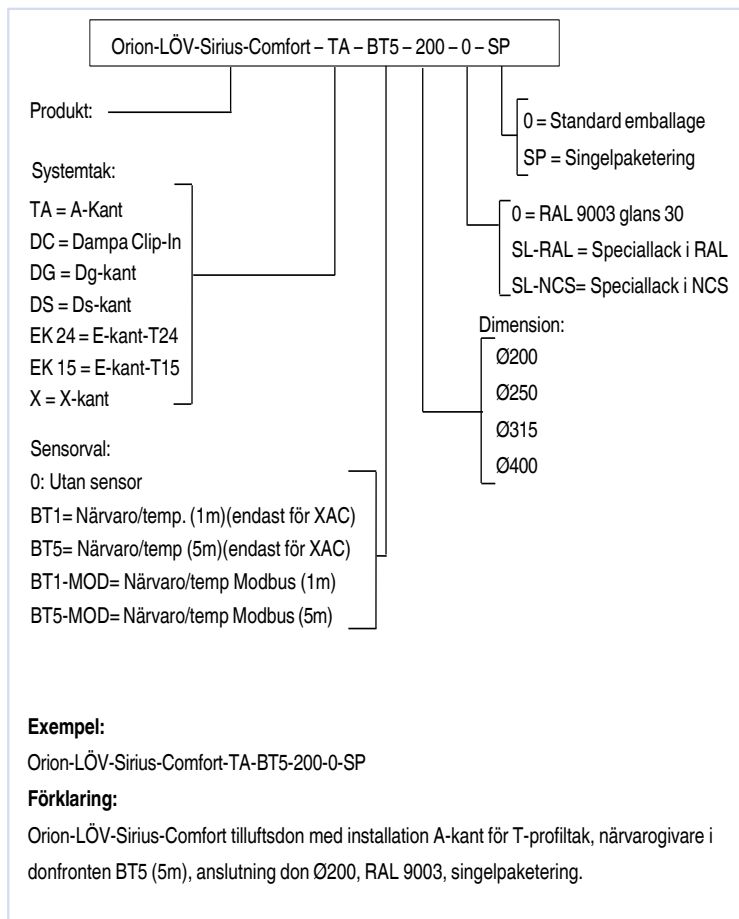 Orion-LÖV-Sirius-Comfort – TA – BT5 – 200 – 0 – SP
Produkt:
0 = Standard emballage
SP = Singelpaketering
Systemtak:
TA = A-Kant
DC = Dampa Clip-In
DG = Dg-kant
DS = Ds-kant
EK 24 = E-kant-T24
EK 15 = E-kant-T15
X = X-kant
0 = RAL 9003 glans 30
SL-RAL = Speciallack i RAL
SL-NCS= Speciallack i NCS
Dimension:
Ø200
Ø250
Ø315
Ø400
Sensorval:
0: Utan sensor
BT1= Närvaro/temp. (1m)(endast för XAC)
BT5= Närvaro/temp (5m)(endast för XAC)
BT1-MOD= Närvaro/temp Modbus (1m)
BT5-MOD= Närvaro/temp Modbus (5m)
Exempel:
Orion-LÖV-Sirius-Comfort-TA-BT5-200-0-SP
Förklaring:
Orion-LÖV-Sirius-Comfort tilluftsdon med installation A-kant för T-profiltak, närvarogivare i
donfronten BT5 (5m), anslutning don Ø200, RAL 9003, singelpaketering.